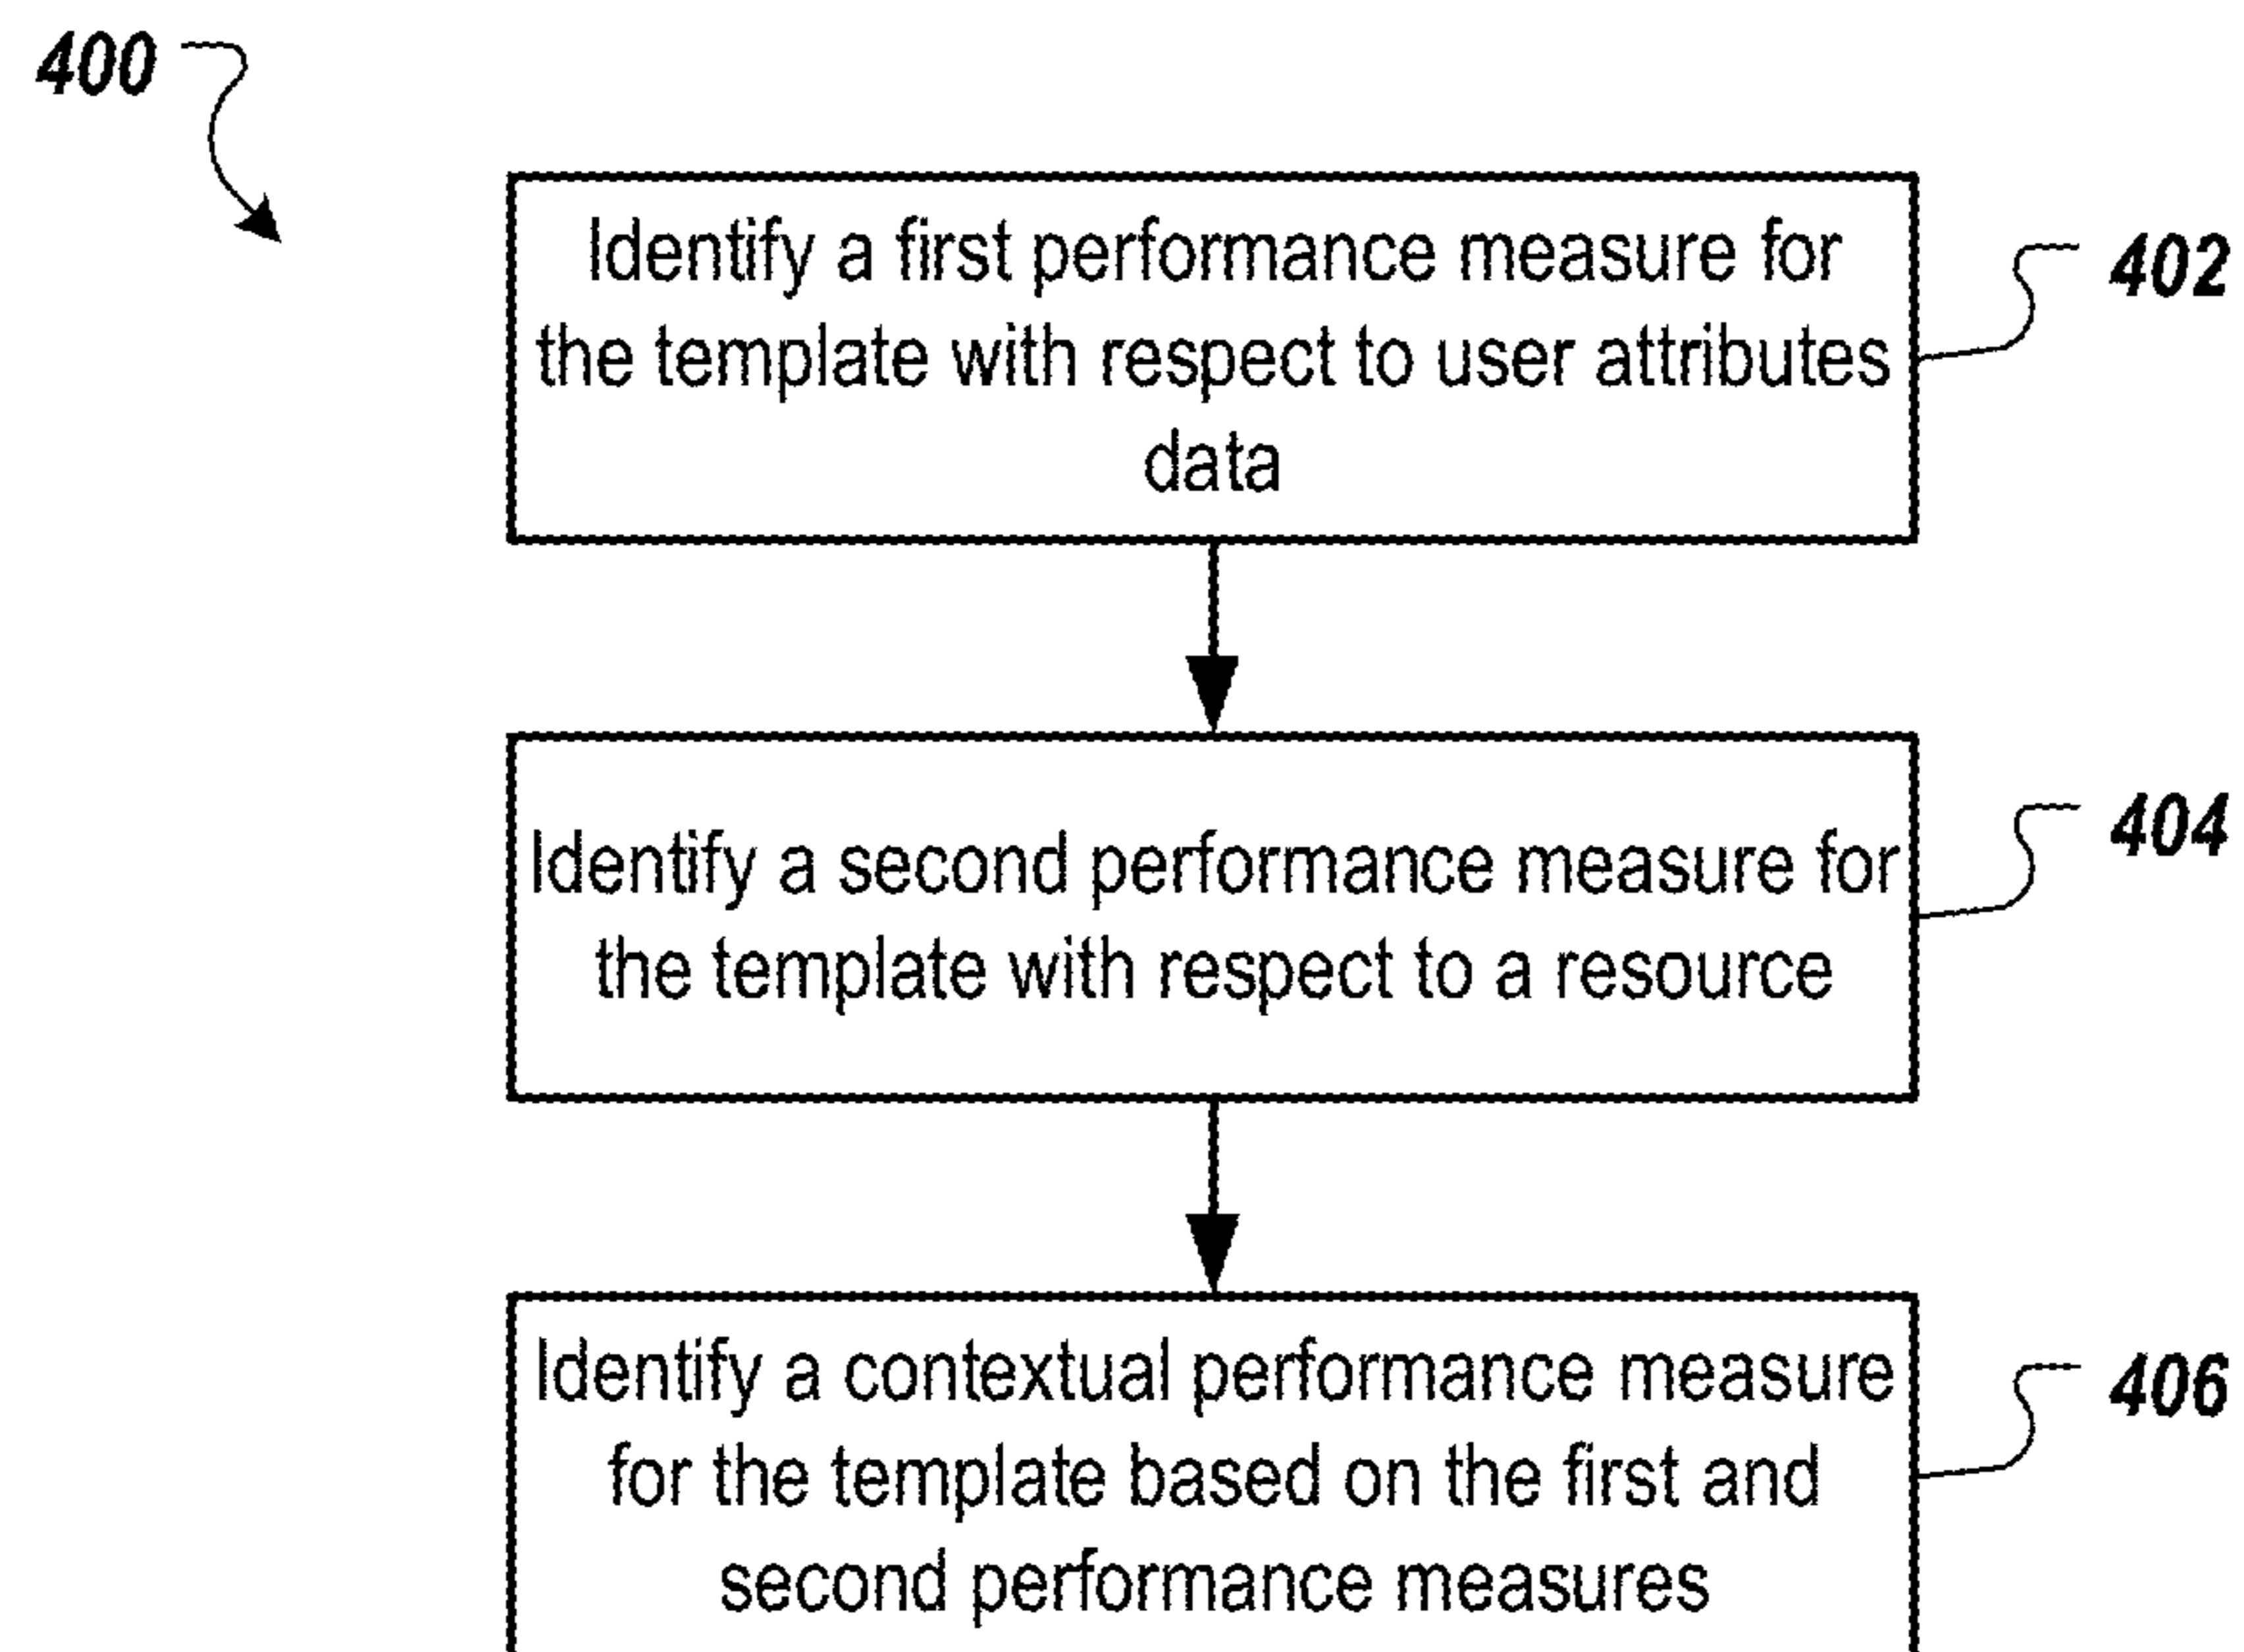 400
Identify a first performance measure for
the template with respect to user attributes
data
402
Identify a second performance measure for
the template with respect to a resource
404
Identify a contextual performance measure
for the template based on the first and
second performance measures
406